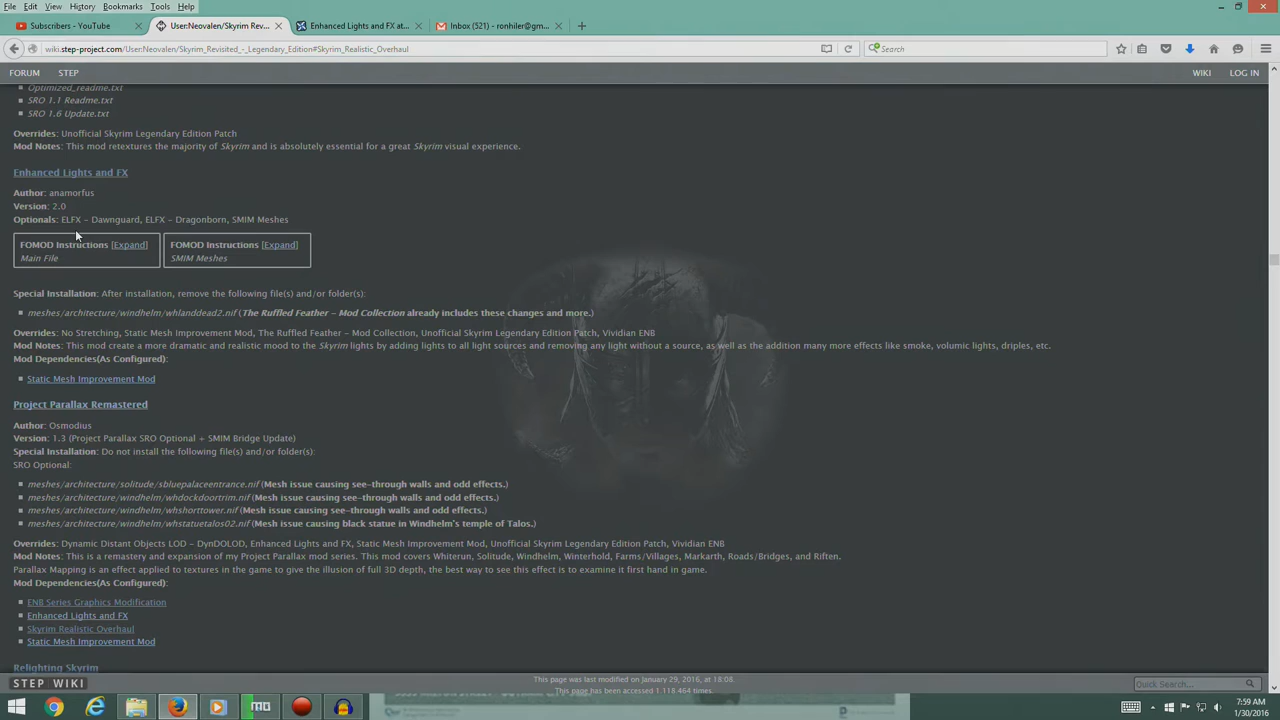 File Edit View History Bookmarks Tools Help
Subscribers - YouTube
User:Neovalen/Skyrim Rev...
Enhanced Lights and FX at...
Inbox (521) - ronhiler@gm...
wiki.step-project.com/User:Neovalen/Skyrim_Revisited_-_Legendary_Edition#Skyrim_Realistic_Overhaul
Search
FORUM STEP WIKI LOG IN
Optimized_readme.txt
SRO 1.1 Readme.txt
SRO 1.6 Update.txt
Overrides: Unofficial Skyrim Legendary Edition Patch
Mod Notes: This mod retextures the majority of Skyrim and is absolutely essential for a great Skyrim visual experience.
Enhanced Lights and FX
Author: anamorfus
Version: 2.0
Optionals: ELFX – Dawnguard, ELFX – Dragonborn, SMIM Meshes
FOMOD Instructions [Expand]
Main File
FOMOD Instructions [Expand]
SMIM Meshes
Special Installation: After installation, remove the following file(s) and/or folder(s):
meshes/architecture/windhelm/whlanddead2.nif (The Ruffled Feather – Mod Collection already includes these changes and more.)
Overrides: No Stretching, Static Mesh Improvement Mod, The Ruffled Feather – Mod Collection, Unofficial Skyrim Legendary Edition Patch, Vividian ENB
Mod Notes: This mod create a more dramatic and realistic mood to the Skyrim lights by adding lights to all light sources and removing any light without a source, as well as the addition many more effects like smoke, volumic lights, driples, etc.
Mod Dependencies(As Configured):
Static Mesh Improvement Mod
Project Parallax Remastered
Author: Osmodius
Version: 1.3 (Project Parallax SRO Optional + SMIM Bridge Update)
Special Installation: Do not install the following file(s) and/or folder(s):
SRO Optional:
meshes/architecture/solitude/sbluepalaceentrance.nif (Mesh issue causing see-through walls and odd effects.)
meshes/architecture/windhelm/whdockdoortrim.nif (Mesh issue causing see-through walls and odd effects.)
meshes/architecture/windhelm/whshorttower.nif (Mesh issue causing see-through walls and odd effects.)
meshes/architecture/windhelm/whstatuetalos02.nif (Mesh issue causing black statue in Windhelm's temple of Talos.)
Overrides: Dynamic Distant Objects LOD – DynDOLOD, Enhanced Lights and FX, Static Mesh Improvement Mod, Unofficial Skyrim Legendary Edition Patch, Vividian ENB
Mod Notes: This is a remastery and expansion of my Project Parallax mod series. This mod covers Whiterun, Solitude, Windhelm, Winterhold, Farms/Villages, Markarth, Roads/Bridges, and Riften.
Parallax Mapping is an effect applied to textures in the game to give the illusion of full 3D depth, the best way to see this effect is to examine it first hand in game.
Mod Dependencies(As Configured):
ENB Series Graphics Modification
Enhanced Lights and FX
Skyrim Realistic Overhaul
Static Mesh Improvement Mod
Relighting Skyrim
STEP WIKI
This page was last modified on January 29, 2016, at 18:08.
This page has been accessed 1,118,464 times.
Quick Search...
7:59 AM
1/30/2016